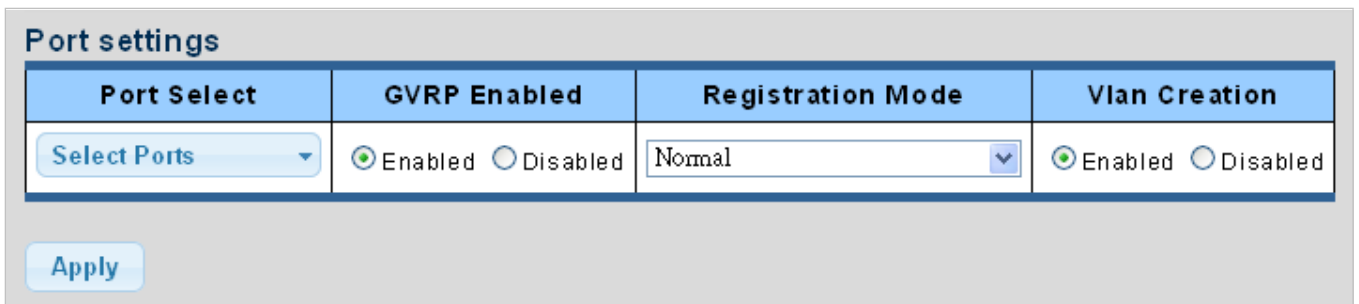 Port settings
Port Select GVRP Enabled Registration Mode Vlan Creation
Select Ports Enabled Disabled Normal Enabled Disabled
Apply